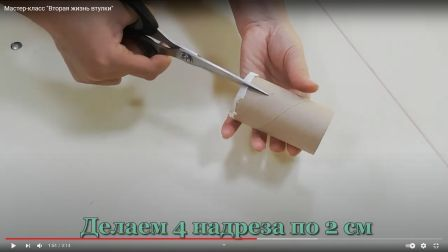 Мастер-класс "Вторая жизнь втулки"
Делаем 4 надреза по 2 см